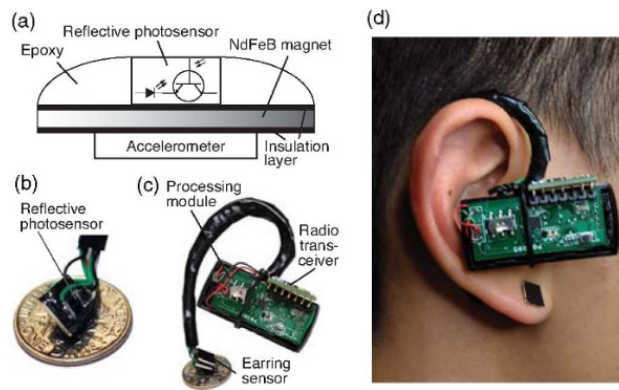 (a)
Reflective photosensor
NdFeB magnet
Epoxy
Accelerometer
Insulation
layer
(b)
Reflective
photosensor
(c)
Processing
module
Radio
trans-
ceiver
Earring
sensor
(d)